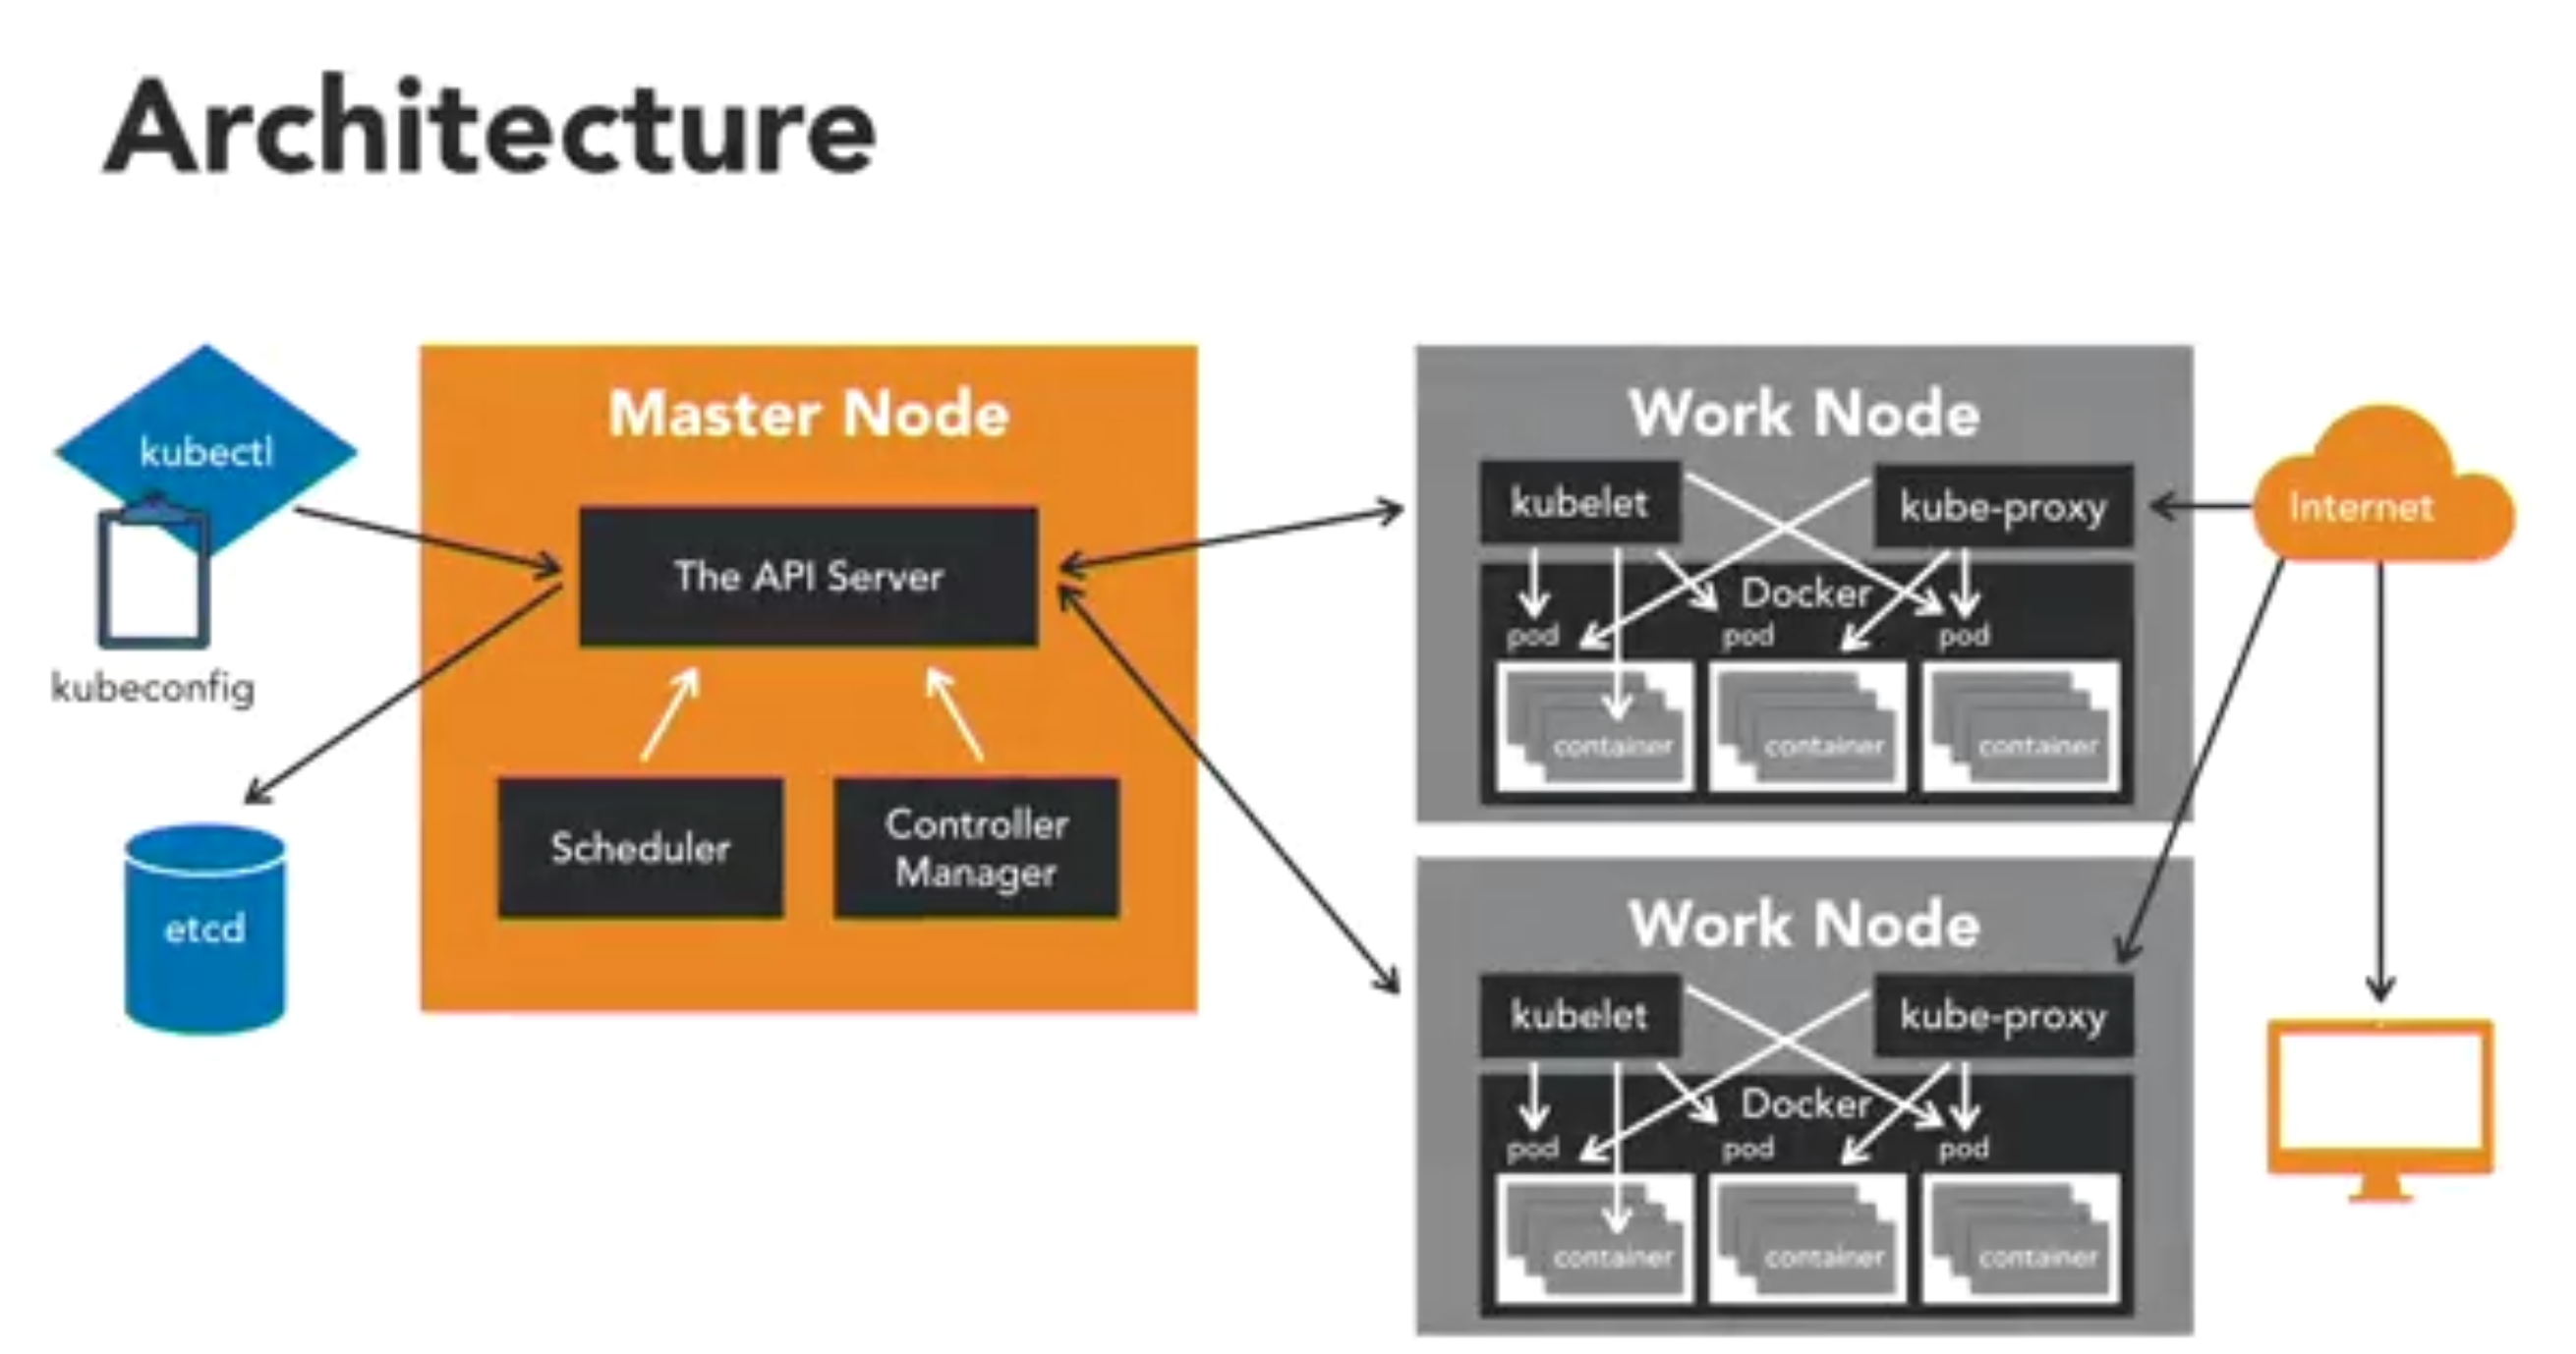 Architecture
kubectl
kubeconfig
etcd
Master Node
The API Server
Scheduler
Controller
Manager
Work Node
kubelet
kube-proxy
Docker
pod
pod
pod
container
container
container
Work Node
kubelet
kube-proxy
Docker
pod
pod
pod
container
container
container
Internet